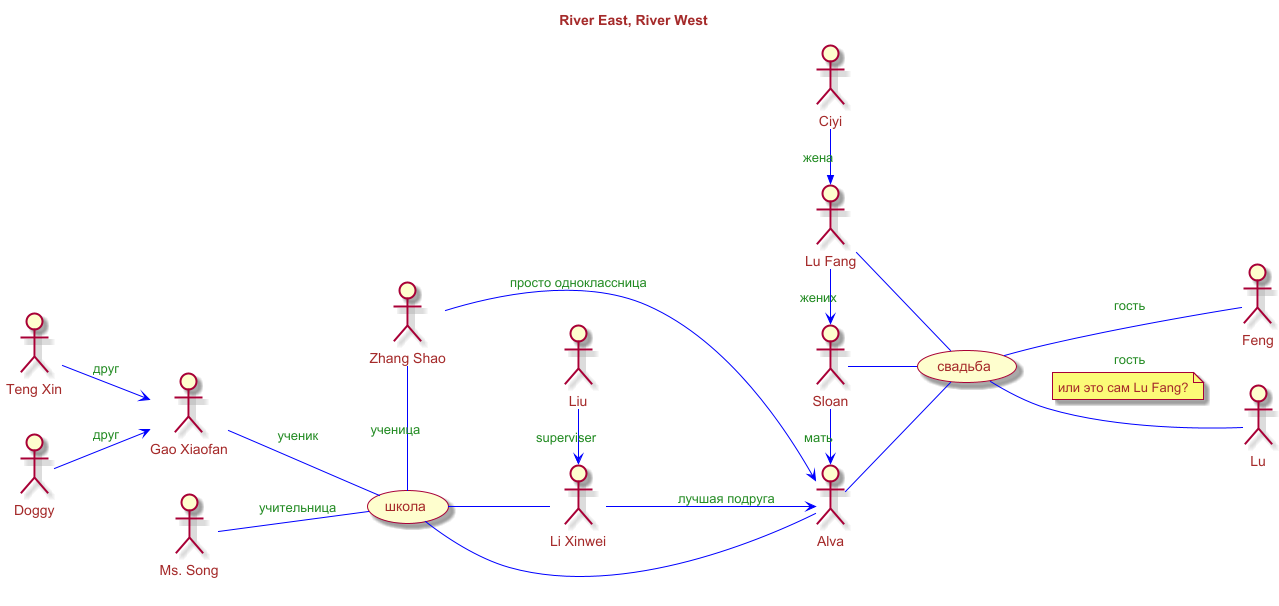 River East, River West
Ciyi
жена
Lu Fang
просто одноклассница
жених
гость
Feng
Zhang Shao
друг
Teng Xin
гость
свадьба
или это сам Lu Fang?
Liu
Sloan
ученица
друг
ученик
superviser
мать
Gao Xiaofan
Lu
лучшая подруга
учительница
школа
Doggy
Li Xinwei
Alva
Ms. Song